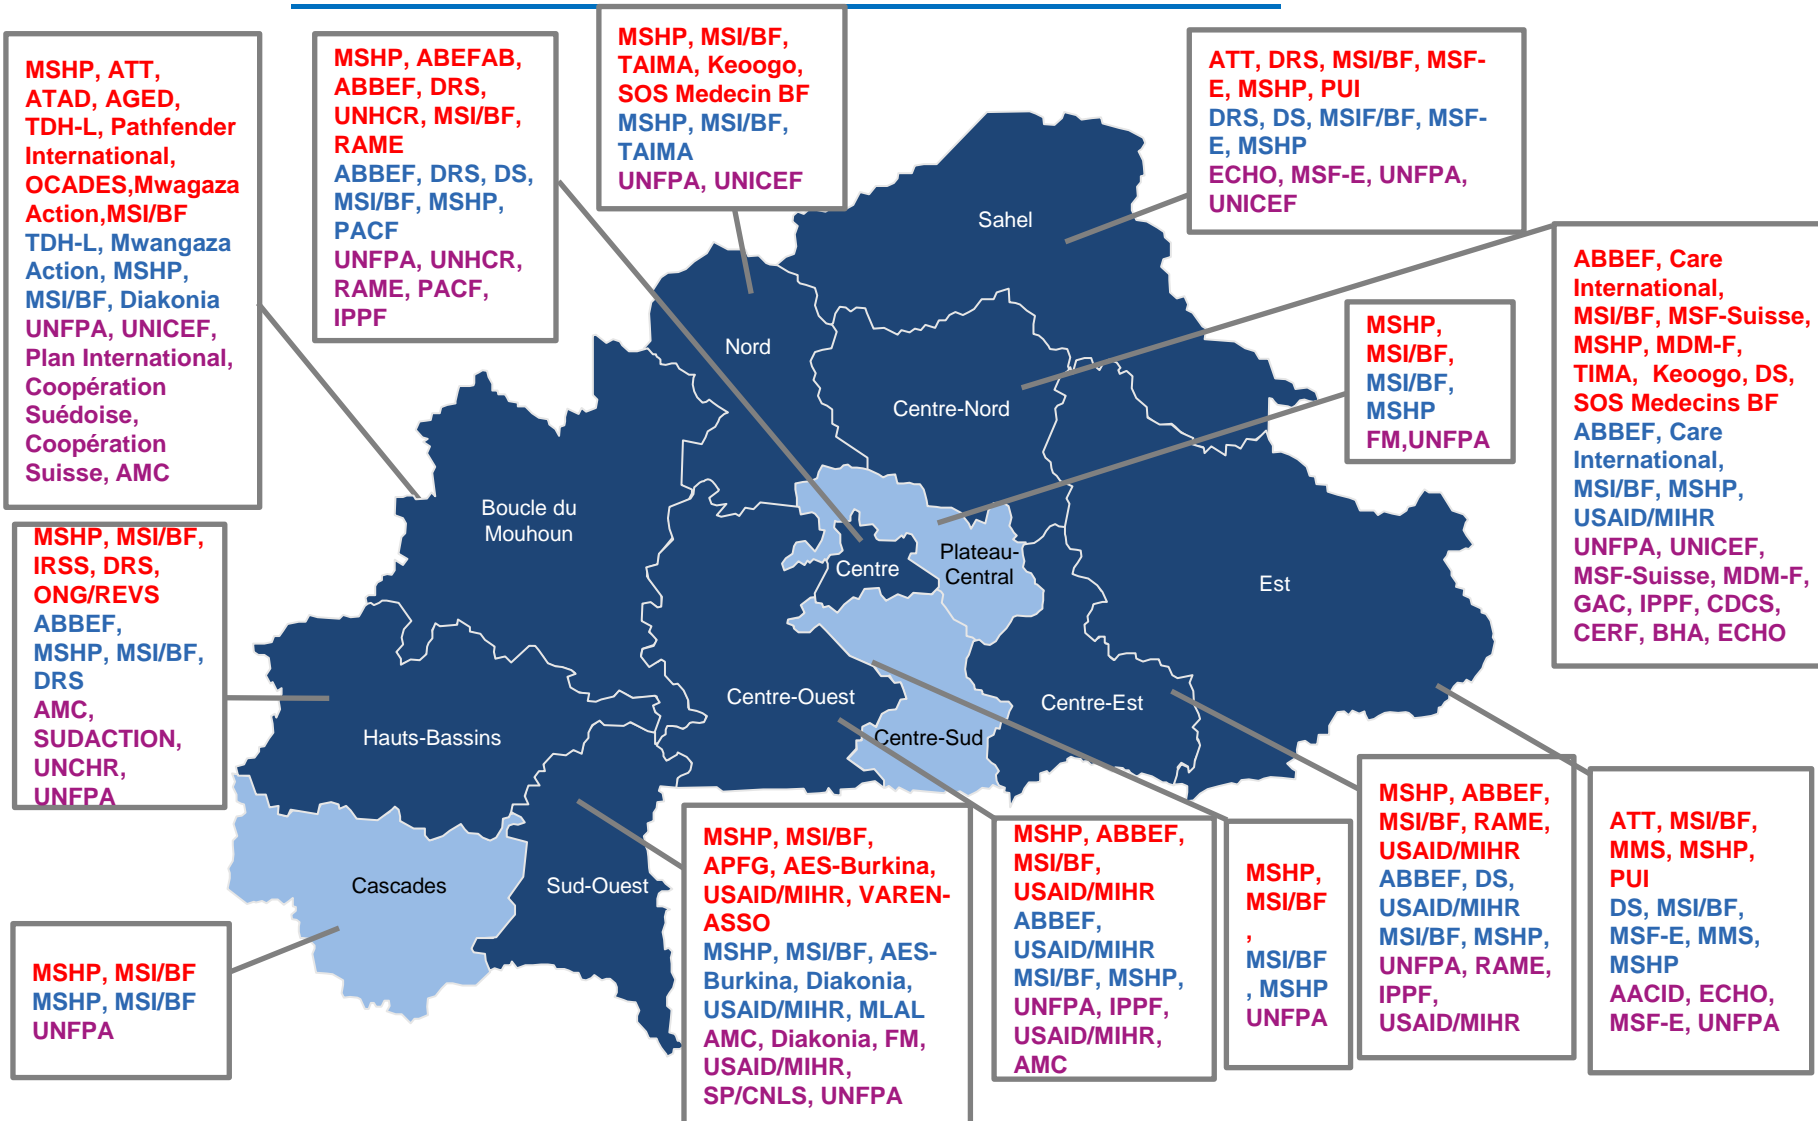 MSHP, ATT,
ATAD, AGED,
TDH-L, Pathfender
International,
OCADES,Mwagaza
Action,MSI/BF
TDH-L, Mwangaza
Action, MSHP,
MSI/BF, Diakonia
UNFPA, UNICEF,
Plan International,
Coopération
Suédoise,
Coopération
Suisse, AMC
MSHP, ABEFAB,
ABBEF, DRS,
UNHCR, MSI/BF,
RAME
ABBEF, DRS, DS,
MSI/BF, MSHP,
PACF
UNFPA, UNHCR,
RAME, PACF,
IPPF
MSHP, MSI/BF,
TAIMA, Keoogo,
SOS Medecin BF
MSHP, MSI/BF,
TAIMA
UNFPA, UNICEF
ATT, DRS, MSI/BF, MSF-
E, MSHP, PUI
DRS, DS, MSIF/BF, MSF-
E, MSHP
ECHO, MSF-E, UNFPA,
UNICEF
ABBEF, Care
International,
MSI/BF, MSF-Suisse,
MSHP, MDM-F,
TIMA, Keoogo, DS,
SOS Medecins BF
ABBEF, Care
International,
MSI/BF, MSHP,
USAID/MIHR
UNFPA, UNICEF,
MSF-Suisse, MDM-F,
GAC, IPPF, CDCS,
CERF, BHA, ECHO
MSHP,
MSI/BF,
MSI/BF,
MSHP
FM,UNFPA
Sahel
Nord
Centre-Nord
Boucle du
Mouhoun
Centre
Plateau-
Central
Est
Centre-Ouest
Centre-Est
Centre-Sud
Hauts-Bassins
Cascades
Sud-Ouest
MSHP, MSI/BF,
IRSS, DRS,
ONG/REVS
ABBEF,
MSHP, MSI/BF,
DRS
AMC,
SUDACTION,
UNCHR,
UNFPA
MSHP, MSI/BF
MSHP, MSI/BF
UNFPA
MSHP, MSI/BF,
APFG, AES-Burkina,
USAID/MIHR, VAREN-
ASSO
MSHP, MSI/BF, AES-
Burkina, Diakonia,
USAID/MIHR, MLAL
AMC, Diakonia, FM,
USAID/MIHR,
SP/CNLS, UNFPA
MSHP, ABBEF,
MSI/BF,
USAID/MIHR
ABBEF,
USAID/MIHR
MSI/BF, MSHP,
UNFPA, IPPF,
USAID/MIHR,
AMC
MSHP,
MSI/BF
,
MSI/BF
, MSHP
UNFPA
MSHP, ABBEF,
MSI/BF, RAME,
USAID/MIHR
ABBEF, DS,
USAID/MIHR
MSI/BF, MSHP,
UNFPA, RAME,
IPPF,
USAID/MIHR
ATT, MSI/BF,
MMS, MSHP,
PUI
DS, MSI/BF,
MSF-E, MMS,
MSHP
AACID, ECHO,
MSF-E, UNFPA